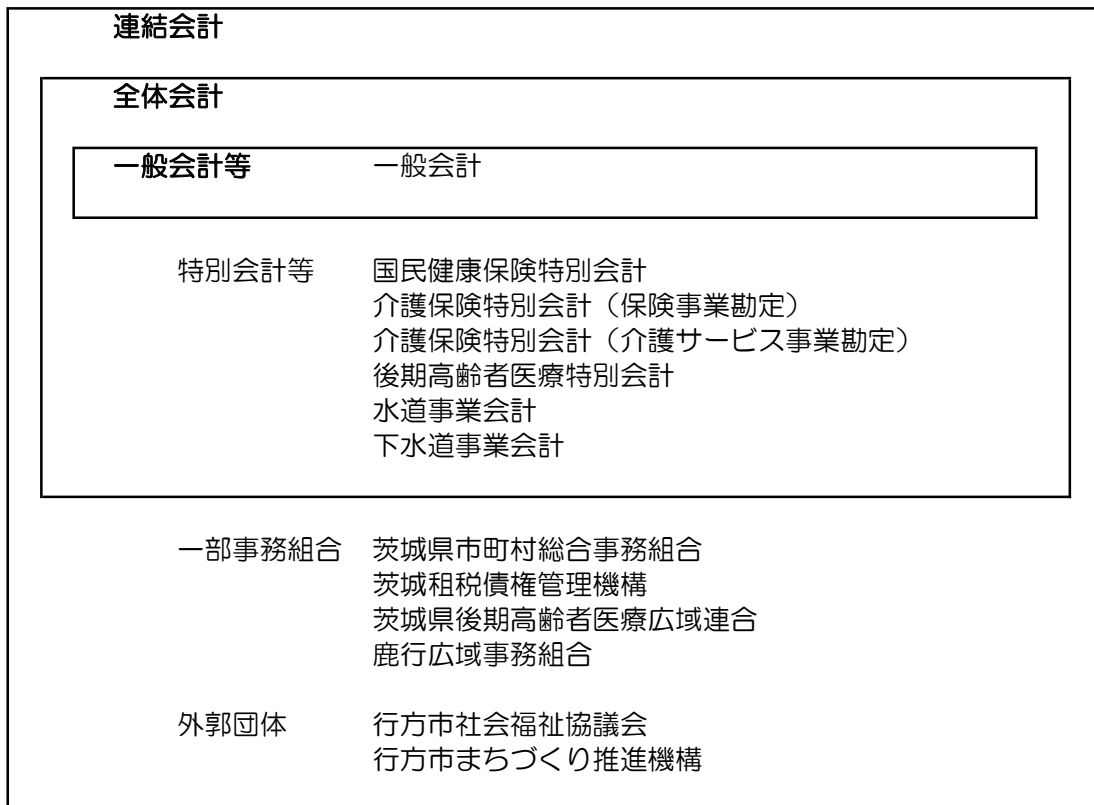 連結会計
全体会計
一般会計等 一般会計
特別会計等 国民健康保険特別会計
介護保険特別会計（保険事業勘定）
介護保険特別会計（介護サービス事業勘定）
後期高齢者医療特別会計
水道事業会計
下水道事業会計
一部事務組合 茨城県市町村総合事務組合
茨城租税債権管理機構
茨城県後期高齢者医療広域連合
鹿行広域事務組合
外郭団体 行方市社会福祉協議会
行方市まちづくり推進機構